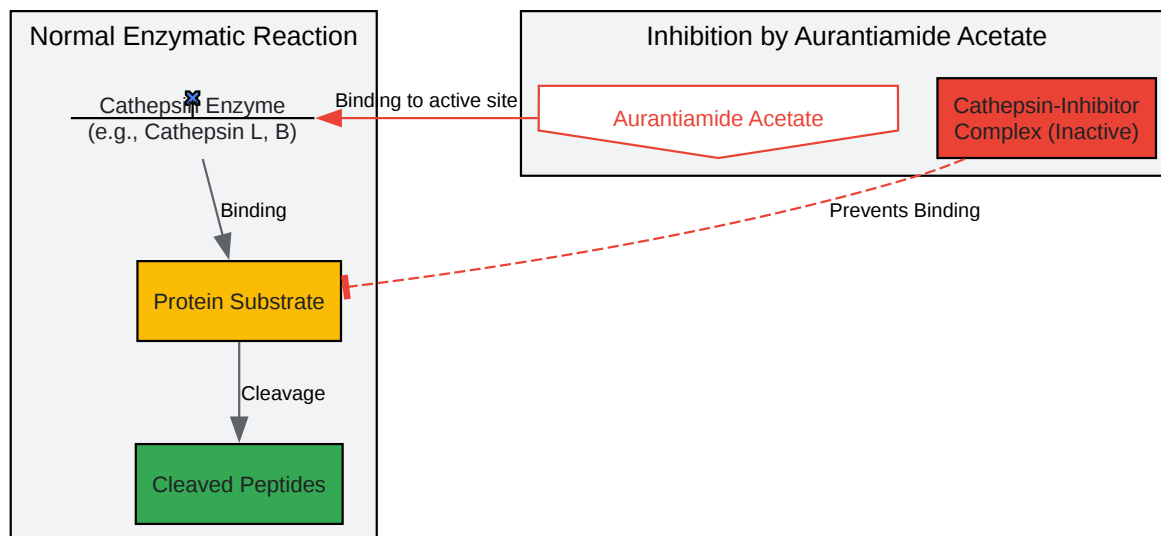 Normal Enzymatic Reaction
Cathepsin Enzyme
(e.g., Cathepsin L, B)
Binding
Protein Substrate
Cleavage
Cleaved Peptides
Inhibition by Aurantiamide Acetate
Binding to active site
Aurantiamide Acetate
Cathepsin-Inhibitor
Complex (Inactive)
Prevents Binding